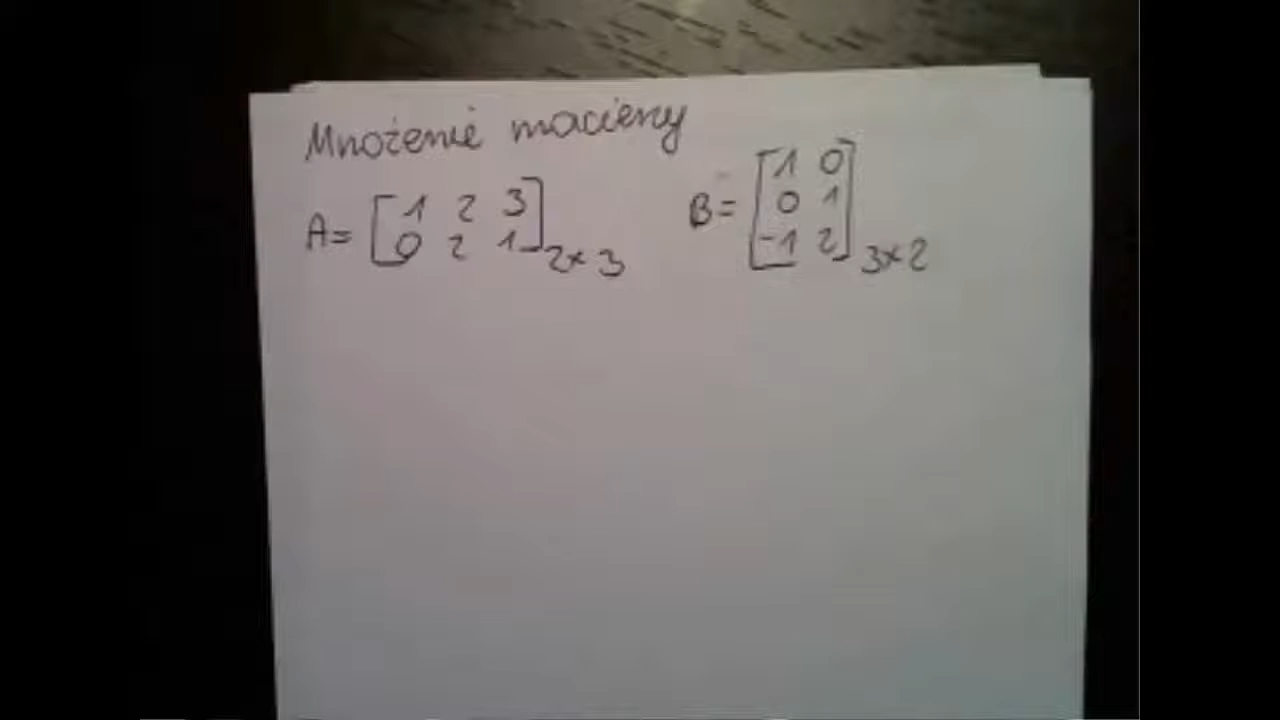 Mnożenie macierzy
A= [ 1 2 3
0 2 1 ] 2×3
B= [ 1 0
0 1
-1 2 ] 3×2